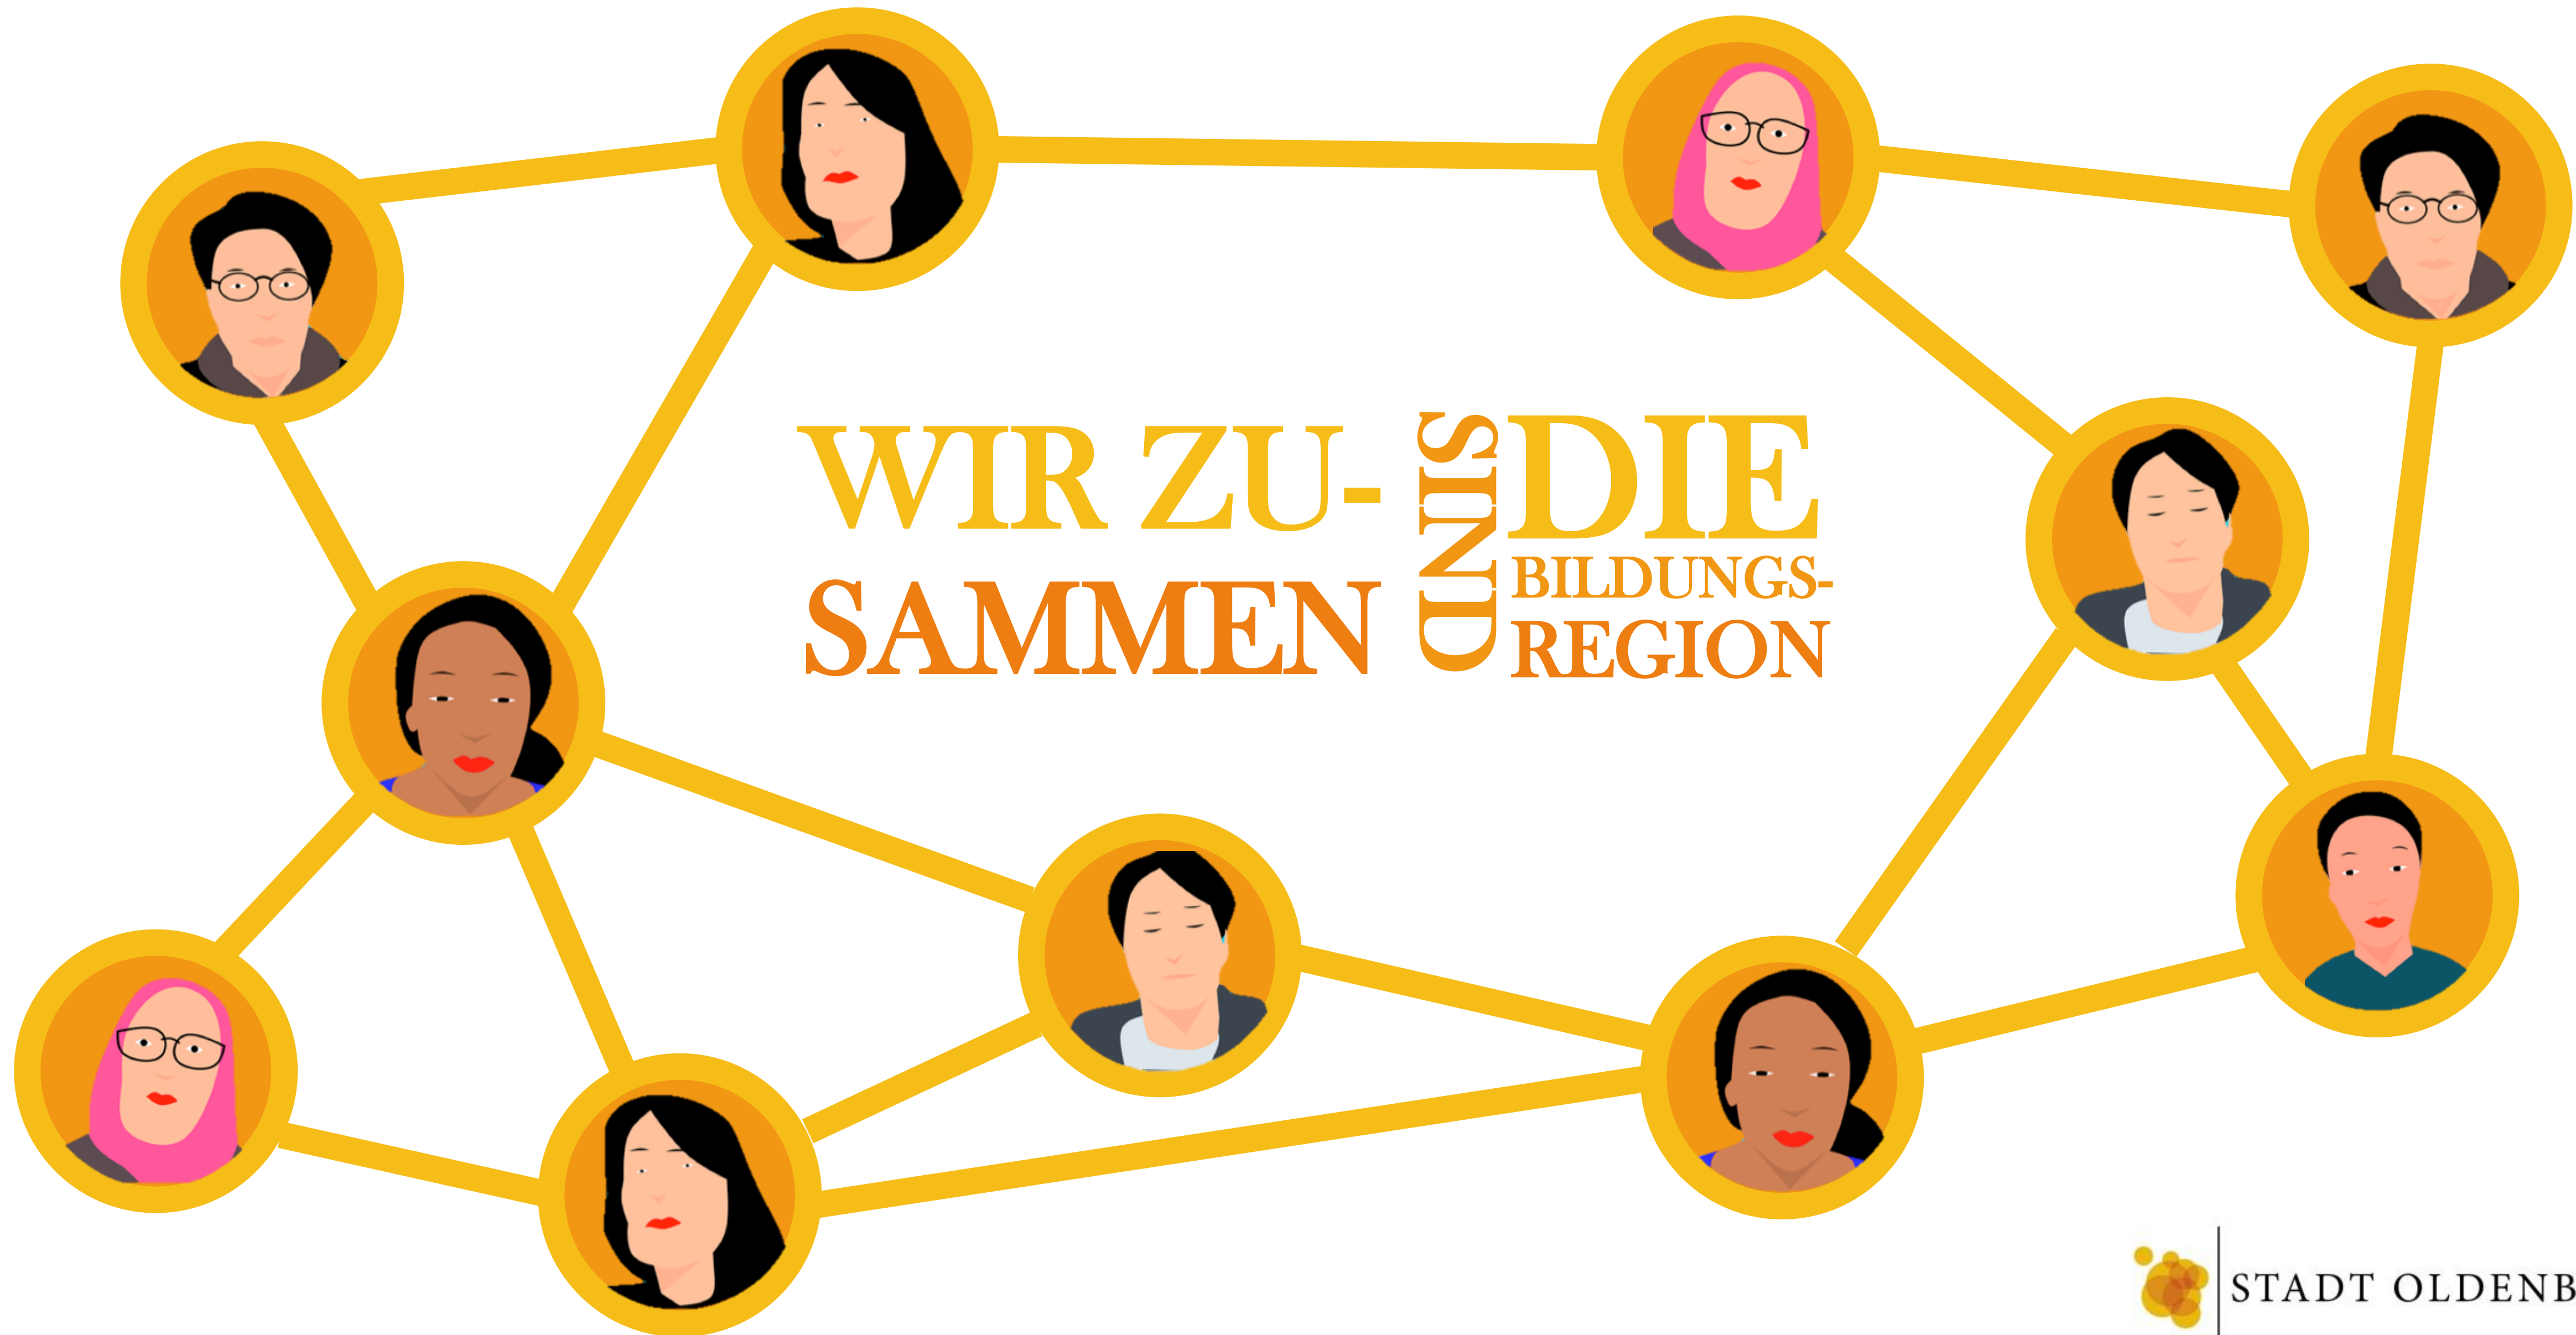 WIR ZU-
SAMMEN
SIND
DIE
BILDUNGS-
REGION
STADT OLDENB